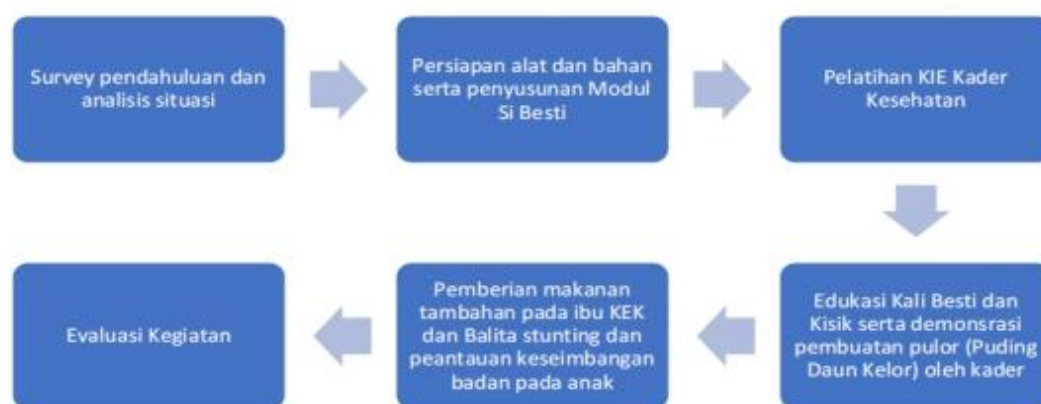 Survey pendahuluan dan
analisis situasi
Persiapan alat dan bahan
serta penyusunan Modul
Si Besti
Pelatihan KIE Kader
Kesehatan
Edukasi Kali Besti dan
Kisik serta demonsrasi
pembuatan pulor (Puding
Daun Kelor) oleh kader
Pemberian makanan
tambahan pada ibu KEK
dan Balita stunting dan
peantauan keseimbangan
badan pada anak
Evaluasi Kegiatan